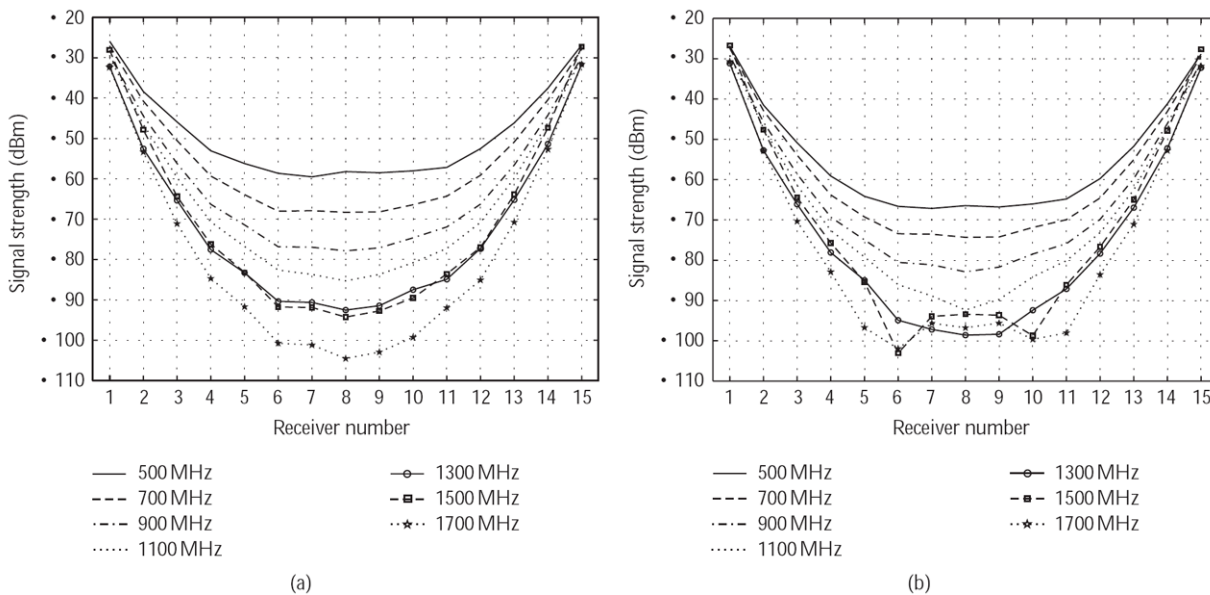 • 20
• 30
• 40
• 50
• 60
• 70
• 80
• 90
• 100
• 110
Signal strength (dBm)
1 2 3 4 5 6 7 8 9 10 11 12 13 14 15
Receiver number
500 MHz
700 MHz
900 MHz
1100 MHz
1300 MHz
1500 MHz
1700 MHz
(a)
• 20
• 30
• 40
• 50
• 60
• 70
• 80
• 90
• 100
• 110
Signal strength (dBm)
1 2 3 4 5 6 7 8 9 10 11 12 13 14 15
Receiver number
500 MHz
700 MHz
900 MHz
1100 MHz
1300 MHz
1500 MHz
1700 MHz
(b)